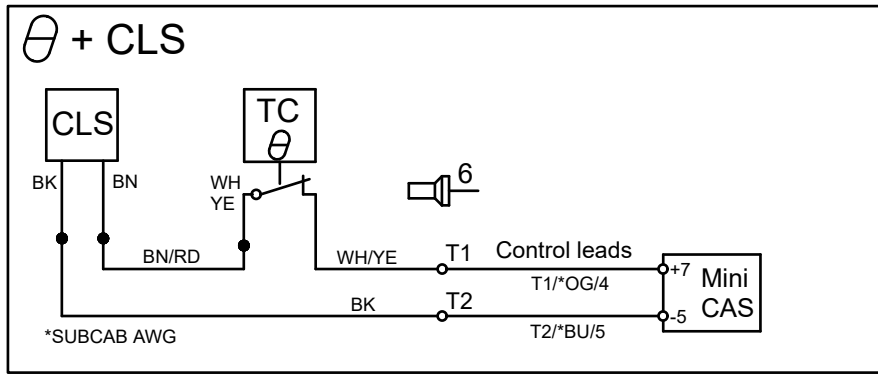 θ + CLS
CLS
TC
θ
BK
BN
WH
YE
6
BN/RD
WH/YE
T1
Control leads
+7
Mini
CAS
T1/*OG/4
BK
T2
-5
*SUBCAB AWG
T2/*BU/5